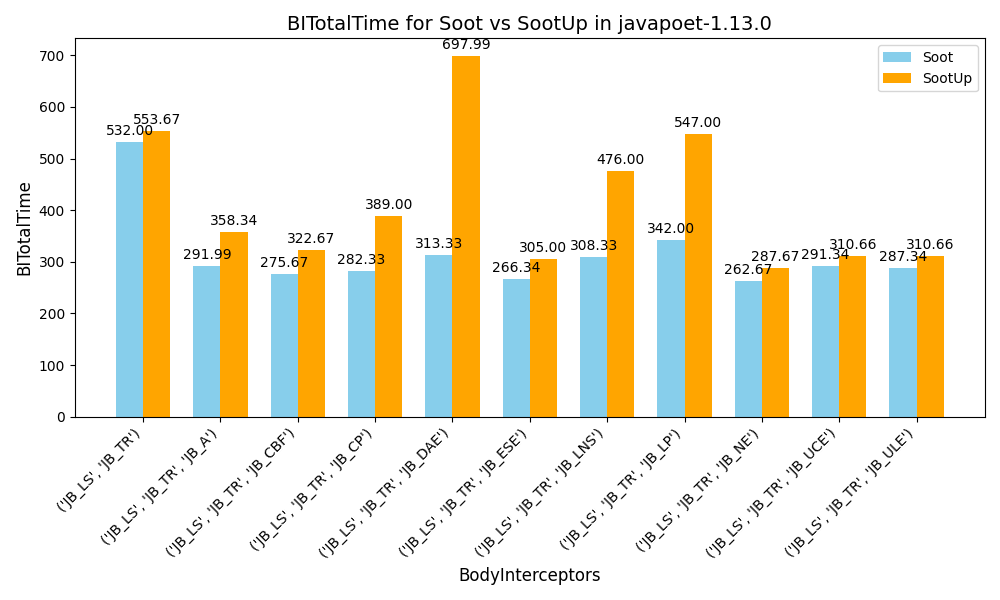 BITotalTime for Soot vs SootUp in javapoet-1.13.0
Soot
SootUp
BITotalTime
700
600
500
400
300
200
100
0
532.00
553.67
291.99
358.34
275.67
322.67
282.33
389.00
313.33
697.99
266.34
305.00
308.33
476.00
342.00
547.00
262.67
287.67
291.34
310.66
287.34
310.66
('JB_LS', 'JB_TR')
('JB_LS', 'JB_TR', 'JB_A')
('JB_LS', 'JB_TR', 'JB_CBF')
('JB_LS', 'JB_TR', 'JB_CP')
('JB_LS', 'JB_TR', 'JB_DAE')
('JB_LS', 'JB_TR', 'JB_ESE')
('JB_LS', 'JB_TR', 'JB_LNS')
('JB_LS', 'JB_TR', 'JB_LP')
('JB_LS', 'JB_TR', 'JB_NE')
('JB_LS', 'JB_TR', 'JB_UCE')
('JB_LS', 'JB_TR', 'JB_ULE')
BodyInterceptors